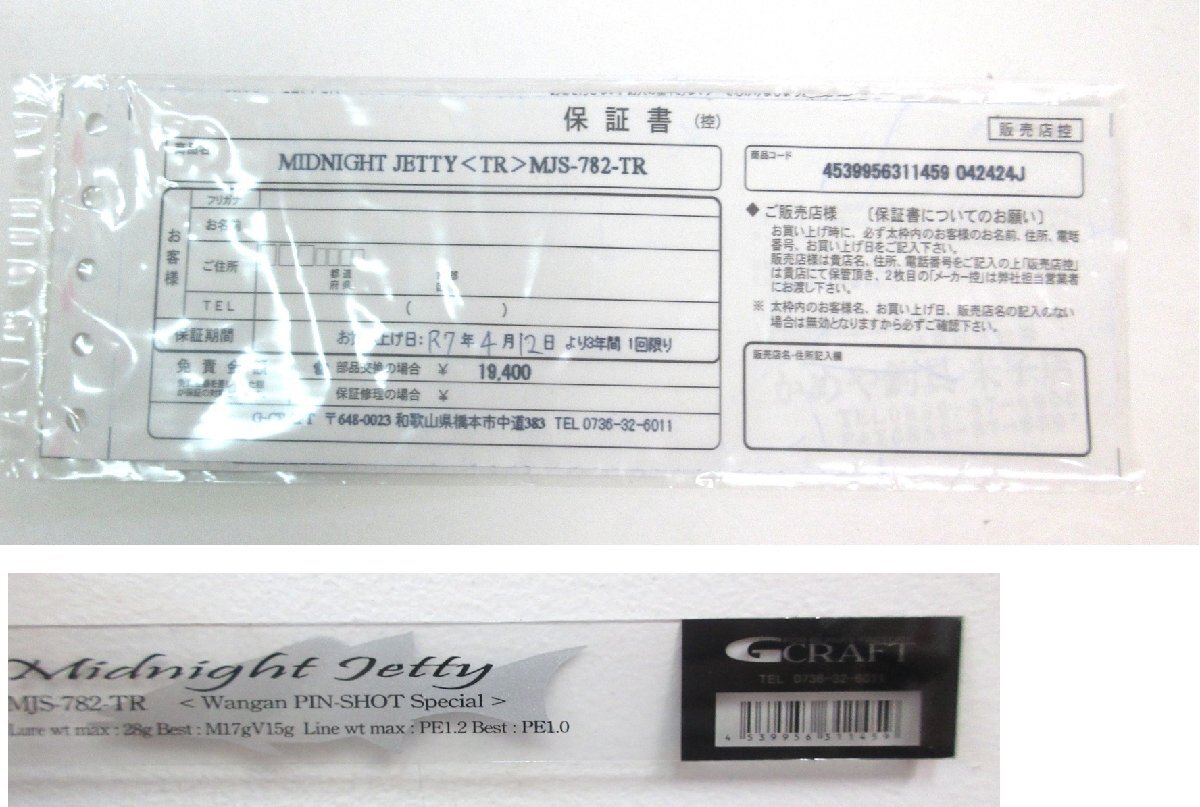 保証書 (控)
販売店控
商品名
MIDNIGHT JETTY<TR>MJS-782-TR
商品コード
4539956311459 042424J
お客様
フリガナ
お名前
ご住所
都道
府県
TEL ( )
保証期間 お買い上げ日: R7年4月12日 より3年間 1回限り
免責金額 部品交換の場合 ¥ 19,400
保証修理の場合 ¥
〒648-0023 和歌山県橋本市中道383 TEL 0736-32-6011
◆ ご販売店様 〔保証書についてのお願い〕
お買い上げ時に、必ず太枠内のお客様のお名前、住所、電話
番号、お買い上げ日をご記入下さい。
販売店様は貴店名、住所、電話番号をご記入の上「販売店控」
は貴店にて保管頂き、2枚目の「メーカー控」は弊社担当営業者
にお渡し下さい。
※ 太枠内のお客様名、お買い上げ日、販売店名の記入のない
場合は無効となりますから必ずご確認下さい。
販売店名・住所記入欄
Midnight Jetty
MJS-782-TR < Wangan PIN-SHOT Special >
Lure wt max : 28g Best : M17gV15g Line wt max : PE1.2 Best : PE1.0
GCRAFT
TEL 0736-32-6011
4539956311459